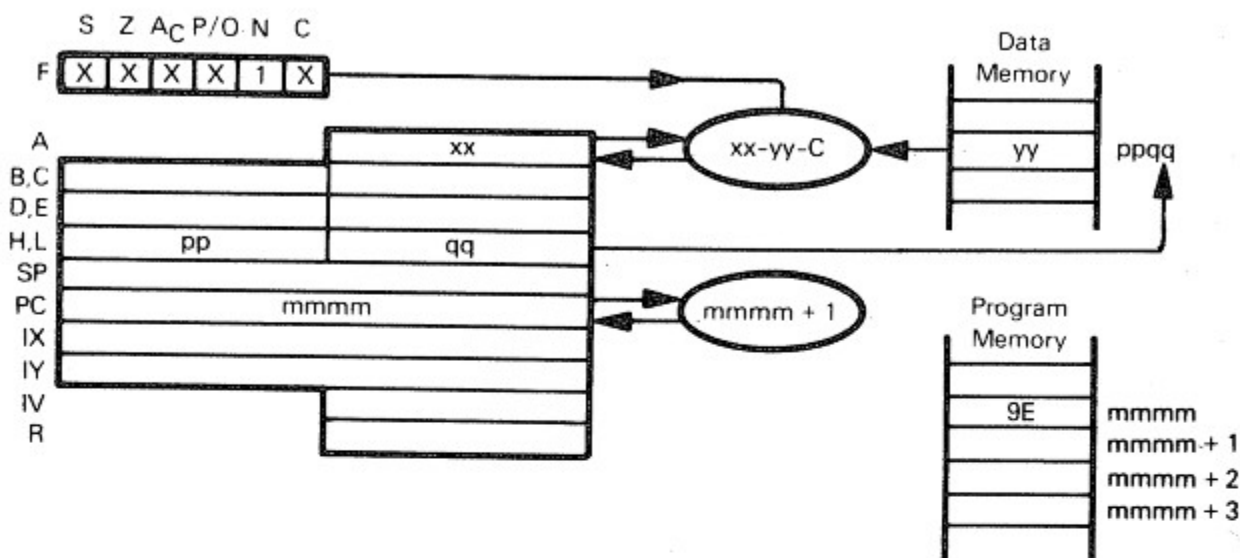 S Z AC P/O N C
F X X X X 1 X
Data
Memory
A xx
xx-yy-C
yy
ppqq
B,C
D,E
H,L pp qq
SP
PC mmmm
mmmm + 1
IX
IY
IV
R
Program
Memory
9E mmmm
mmmm + 1
mmmm + 2
mmmm + 3